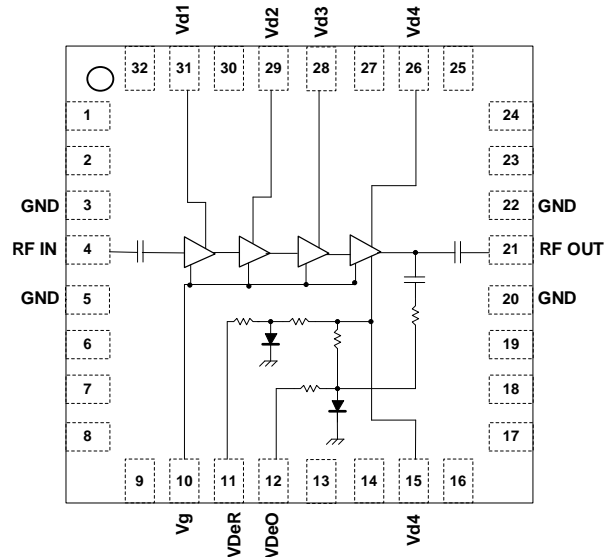 Vd1
Vd2
Vd3
Vd4
32 31 30 29 28 27 26 25
1 24
2 23
GND 3 22 GND
RF IN 4 21 RF OUT
GND 5 20 GND
6 19
7 18
8 17
9 10 11 12 13 14 15 16
Vg
VDeR
VDeO
Vd4